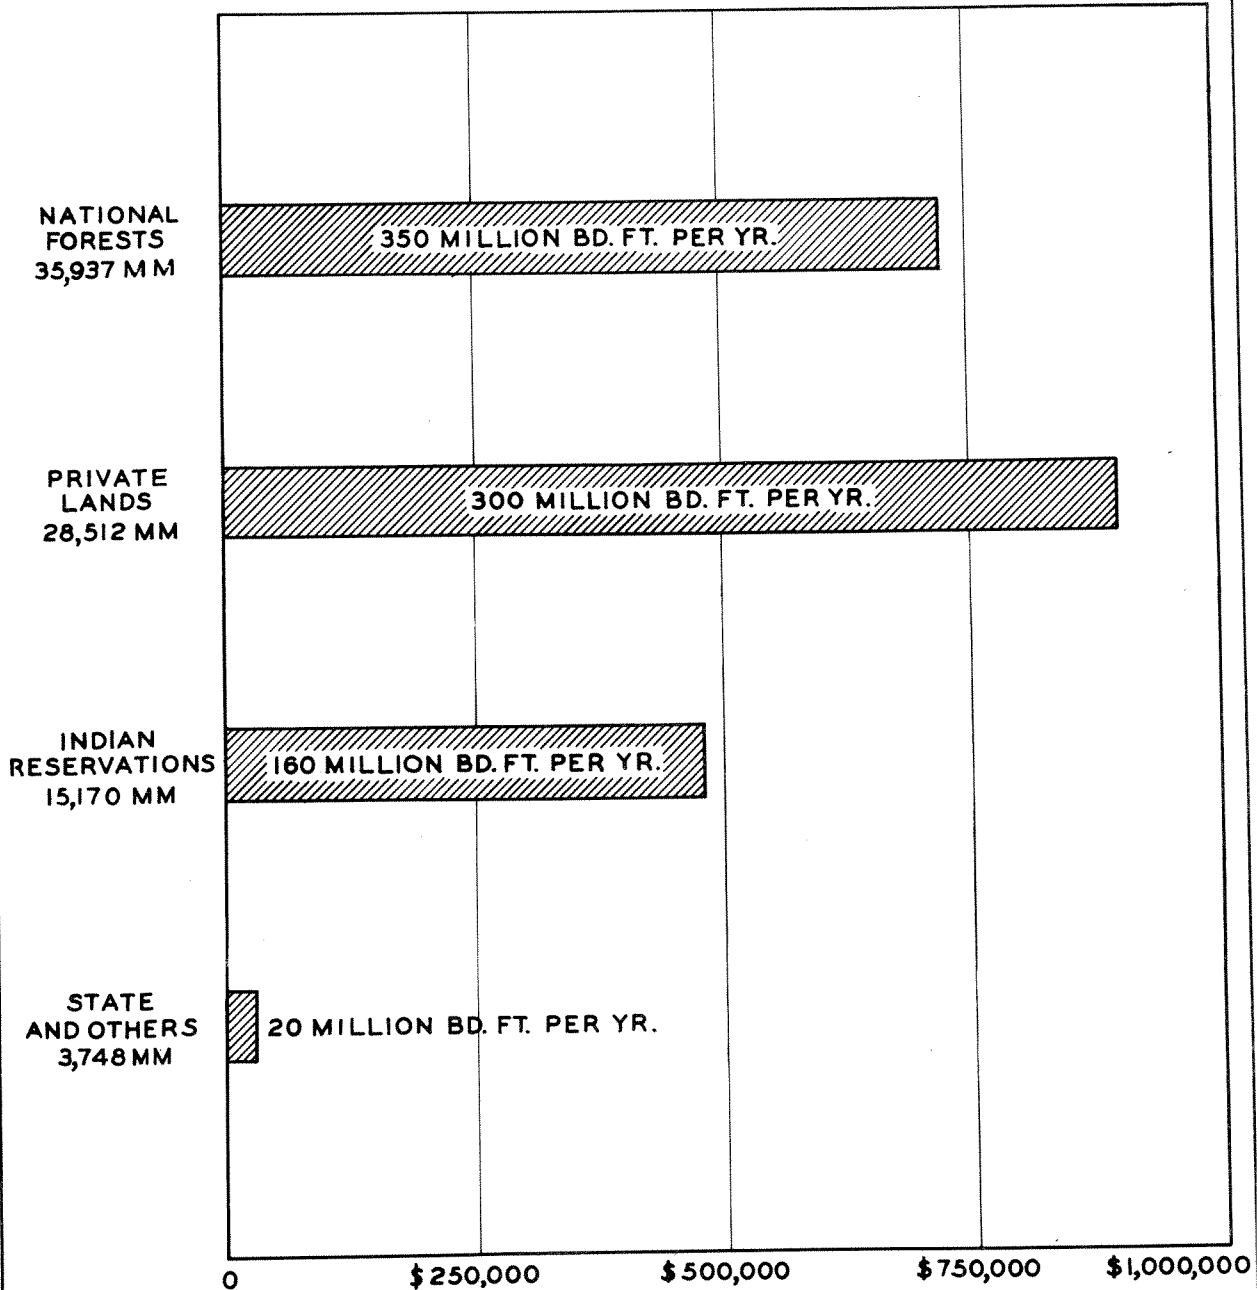 NATIONAL
FORESTS
35,937 MM
350 MILLION BD. FT. PER YR.
PRIVATE
LANDS
28,512 MM
300 MILLION BD. FT. PER YR.
INDIAN
RESERVATIONS
15,170 MM
160 MILLION BD. FT. PER YR.
STATE
AND OTHERS
3,748 MM
20 MILLION BD. FT. PER YR.
0 $250,000 $500,000 $750,000 $1,000,000